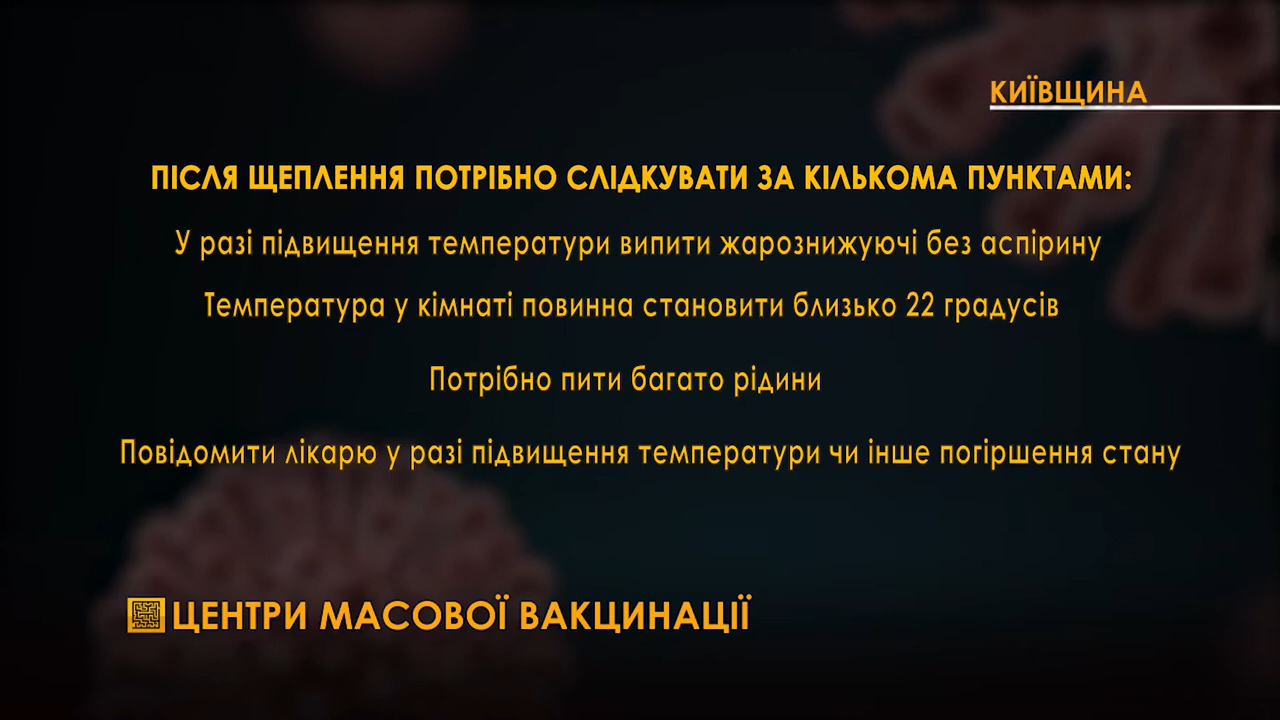 КИЇВЩИНА
ПІСЛЯ ЩЕПЛЕННЯ ПОТРІБНО СЛІДКУВАТИ ЗА КІЛЬКОМА ПУНКТАМИ:
У разі підвищення температури випити жарознижуючі без аспірину
Температура у кімнаті повинна становити близько 22 градусів
Потрібно пити багато рідини
Повідомити лікарю у разі підвищення температури чи інше погіршення стану
ЦЕНТРИ МАСОВОЇ ВАКЦИНАЦІЇ